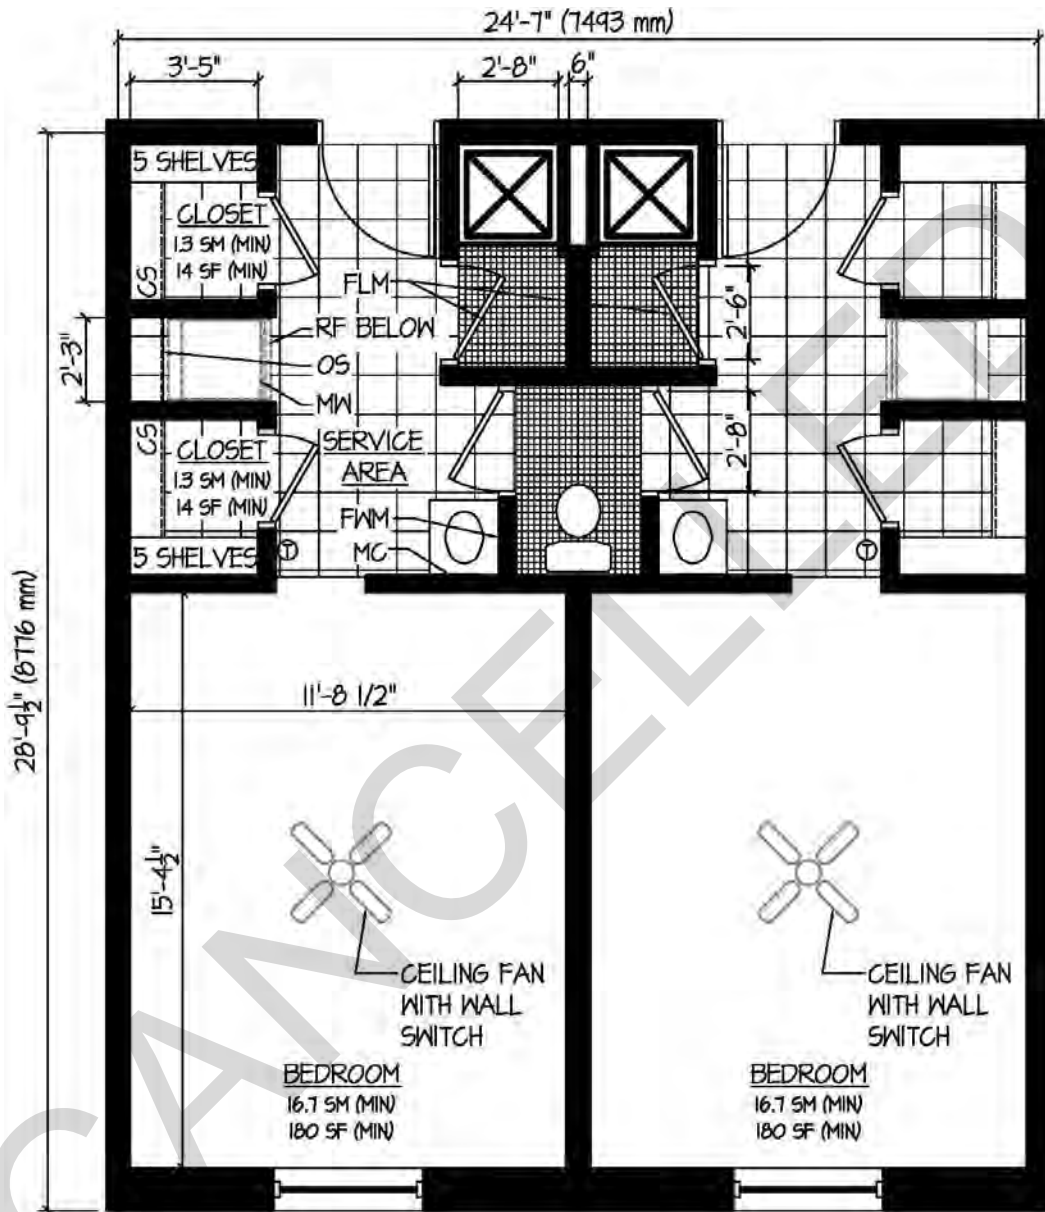 24'-7" (7493 mm)
3'-5"
2'-8"
6"
5 SHELVES
CLOSET
1.3 SM (MIN)
14 SF (MIN)
CS
FLM
RF BELOW
2'-6"
2'-3"
OS
MW
CS
CLOSET
1.3 SM (MIN)
14 SF (MIN)
SERVICE
AREA
2'-8"
FWM
MC
5 SHELVES
T
T
28'-9½" (8776 mm)
11'-8 1/2"
15'-4½"
CEILING FAN
WITH WALL
SWITCH
CEILING FAN
WITH WALL
SWITCH
BEDROOM
16.7 SM (MIN)
180 SF (MIN)
BEDROOM
16.7 SM (MIN)
180 SF (MIN)
CANCELLED